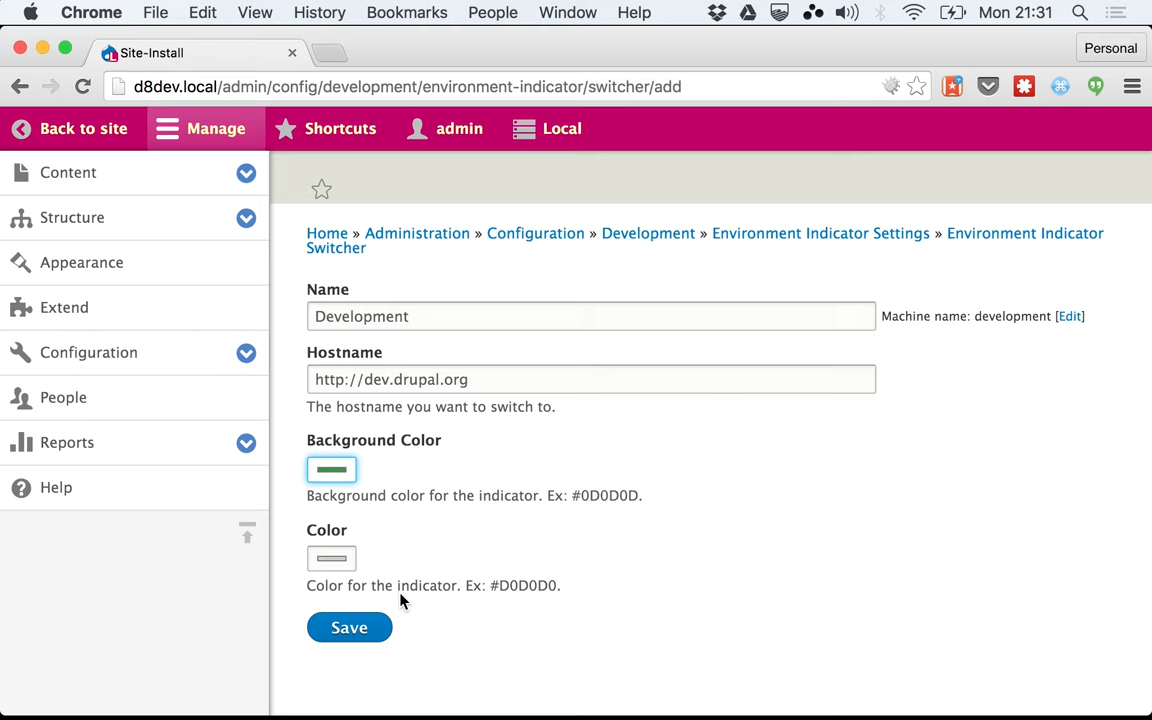 Chrome File Edit View History Bookmarks People Window Help Mon 21:31
Site-Install Personal
d8dev.local/admin/config/development/environment-indicator/switcher/add
Back to site Manage Shortcuts admin Local
Content
Structure
Appearance
Extend
Configuration
People
Reports
Help
Home » Administration » Configuration » Development » Environment Indicator Settings » Environment Indicator
Switcher
Name
Development Machine name: development [Edit]
Hostname
http://dev.drupal.org
The hostname you want to switch to.
Background Color
Background color for the indicator. Ex: #0D0D0D.
Color
Color for the indicator. Ex: #D0D0D0.
Save